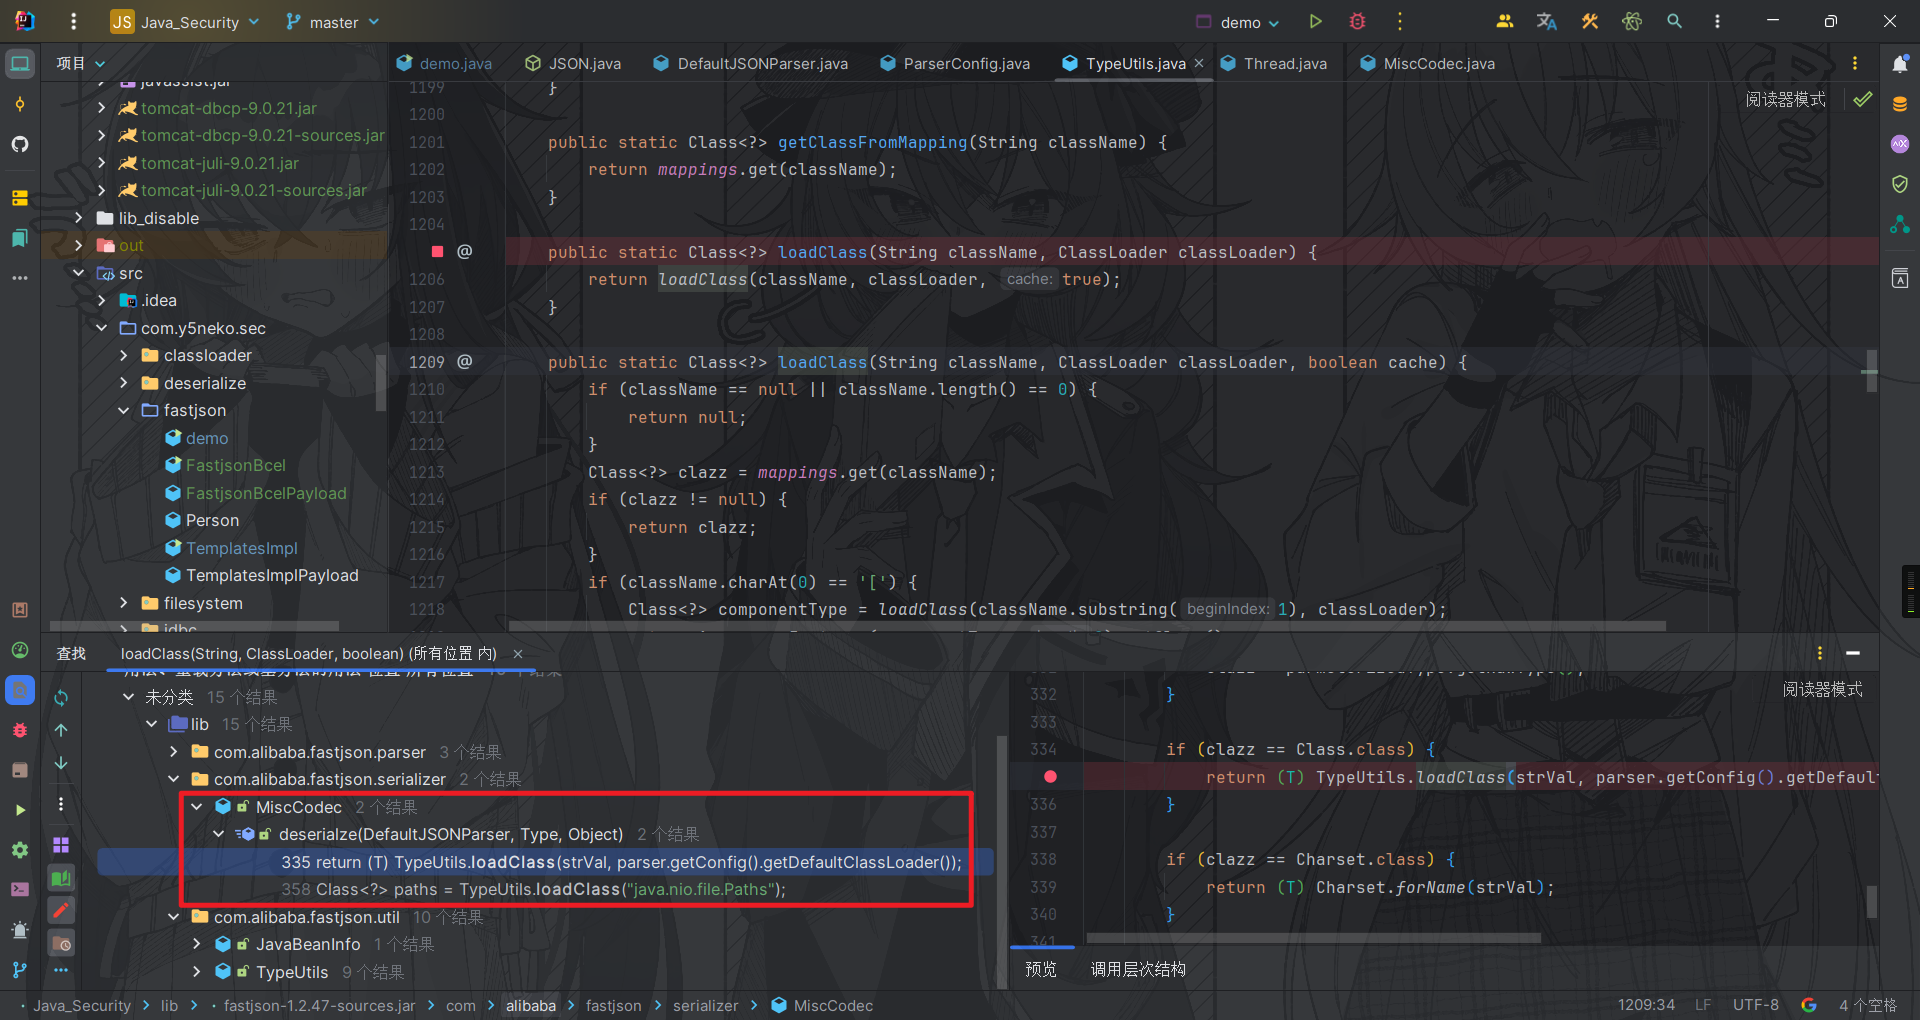 JS Java_Security master demo
项目
javassist.jar
tomcat-dbcp-9.0.21.jar
tomcat-dbcp-9.0.21-sources.jar
tomcat-juli-9.0.21.jar
tomcat-juli-9.0.21-sources.jar
lib_disable
out
src
.idea
com.y5neko.sec
classloader
deserialize
fastjson
demo
FastjsonBcel
FastjsonBcelPayload
Person
TemplatesImpl
TemplatesImplPayload
filesystem
jdbc
demo.java JSON.java DefaultJSONParser.java ParserConfig.java TypeUtils.java Thread.java MiscCodec.java
阅读器模式
1199 }
1200
1201 public static Class<?> getClassFromMapping(String className) {
1202 return mappings.get(className);
1203 }
1204
@ public static Class<?> loadClass(String className, ClassLoader classLoader) {
1206 return loadClass(className, classLoader, cache: true);
1207 }
1208
1209 @ public static Class<?> loadClass(String className, ClassLoader classLoader, boolean cache) {
1210 if (className == null || className.length() == 0) {
1211 return null;
1212 }
1213 Class<?> clazz = mappings.get(className);
1214 if (clazz != null) {
1215 return clazz;
1216 }
1217 if (className.charAt(0) == '[') {
1218 Class<?> componentType = loadClass(className.substring( beginIndex: 1), classLoader);
查找 loadClass(String, ClassLoader, boolean) (所有位置 内)
未分类 15 个结果
lib 15 个结果
com.alibaba.fastjson.parser 3 个结果
com.alibaba.fastjson.serializer 2 个结果
MiscCodec 2 个结果
deserialze(DefaultJSONParser, Type, Object) 2 个结果
335 return (T) TypeUtils.loadClass(strVal, parser.getConfig().getDefaultClassLoader());
358 Class<?> paths = TypeUtils.loadClass("java.nio.file.Paths");
com.alibaba.fastjson.util 10 个结果
JavaBeanInfo 1 个结果
TypeUtils 9 个结果
阅读器模式
332 }
333
334 if (clazz == Class.class) {
return (T) TypeUtils.loadClass(strVal, parser.getConfig().getDefaul
336 }
337
338 if (clazz == Charset.class) {
339 return (T) Charset.forName(strVal);
340 }
341
预览 调用层次结构
Java_Security > lib > fastjson-1.2.47-sources.jar > com > alibaba > fastjson > serializer > MiscCodec
1209:34 LF UTF-8 4 个空格